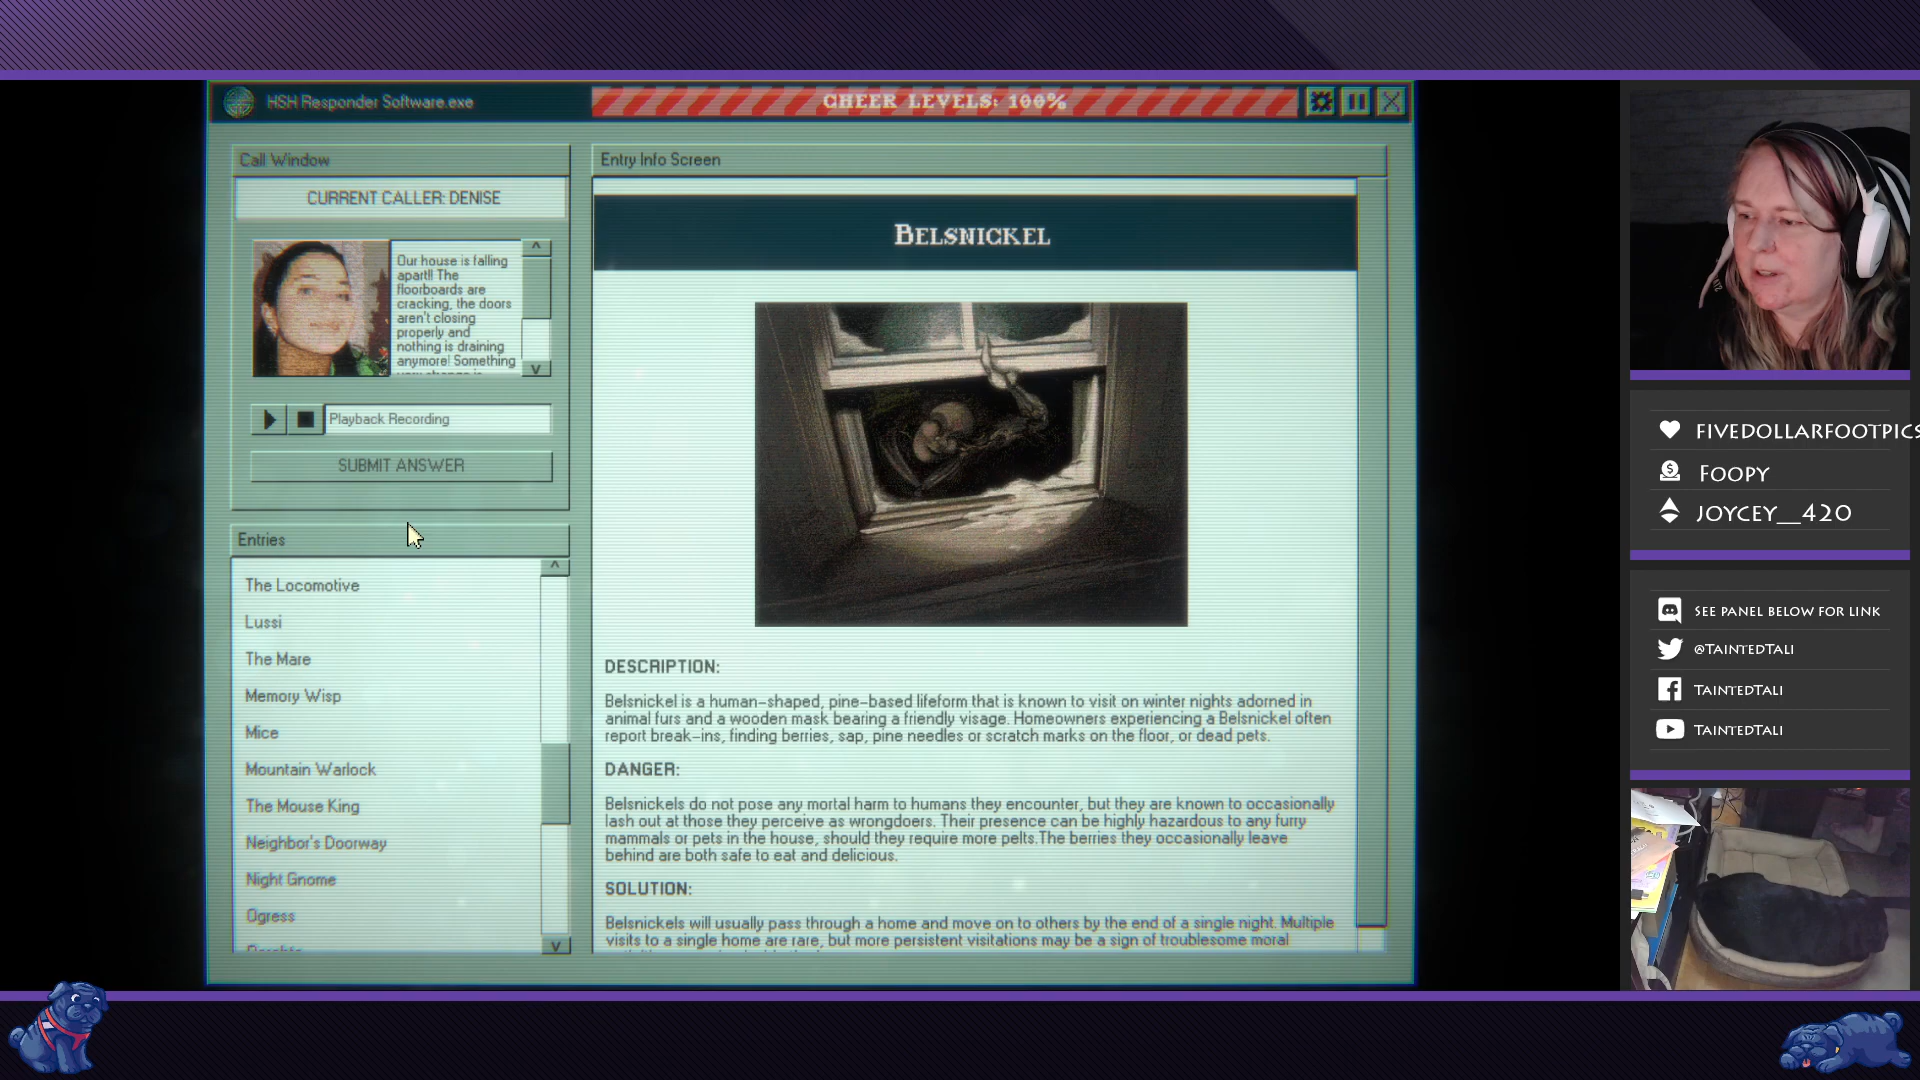 HSH Responder Software.exe
CHEER LEVELS: 100%
Call Window
CURRENT CALLER: DENISE
Our house is falling
apart!! The
floorboards are
cracking, the doors
aren't closing
properly and
nothing is draining
anymore! Something
Playback Recording
SUBMIT ANSWER
Entries
The Locomotive
Lussi
The Mare
Memory Wisp
Mice
Mountain Warlock
The Mouse King
Neighbor's Doorway
Night Gnome
Ogress
Entry Info Screen
BELSNICKEL
DESCRIPTION:
Belsnickel is a human-shaped, pine-based lifeform that is known to visit on winter nights adorned in
animal furs and a wooden mask bearing a friendly visage. Homeowners experiencing a Belsnickel often
report break-ins, finding berries, sap, pine needles or scratch marks on the floor, or dead pets.
DANGER:
Belsnickels do not pose any mortal harm to humans they encounter, but they are known to occasionally
lash out at those they perceive as wrongdoers. Their presence can be highly hazardous to any furry
mammals or pets in the house, should they require more pelts.The berries they occasionally leave
behind are both safe to eat and delicious.
SOLUTION:
Belsnickels will usually pass through a home and move on to others by the end of a single night. Multiple
visits to a single home are rare, but more persistent visitations may be a sign of troublesome moral
FIVEDOLLARFOOTPICS
FOOPY
JOYCEY__420
SEE PANEL BELOW FOR LINK
@TAINTEDTALI
TAINTEDTALI
TAINTEDTALI